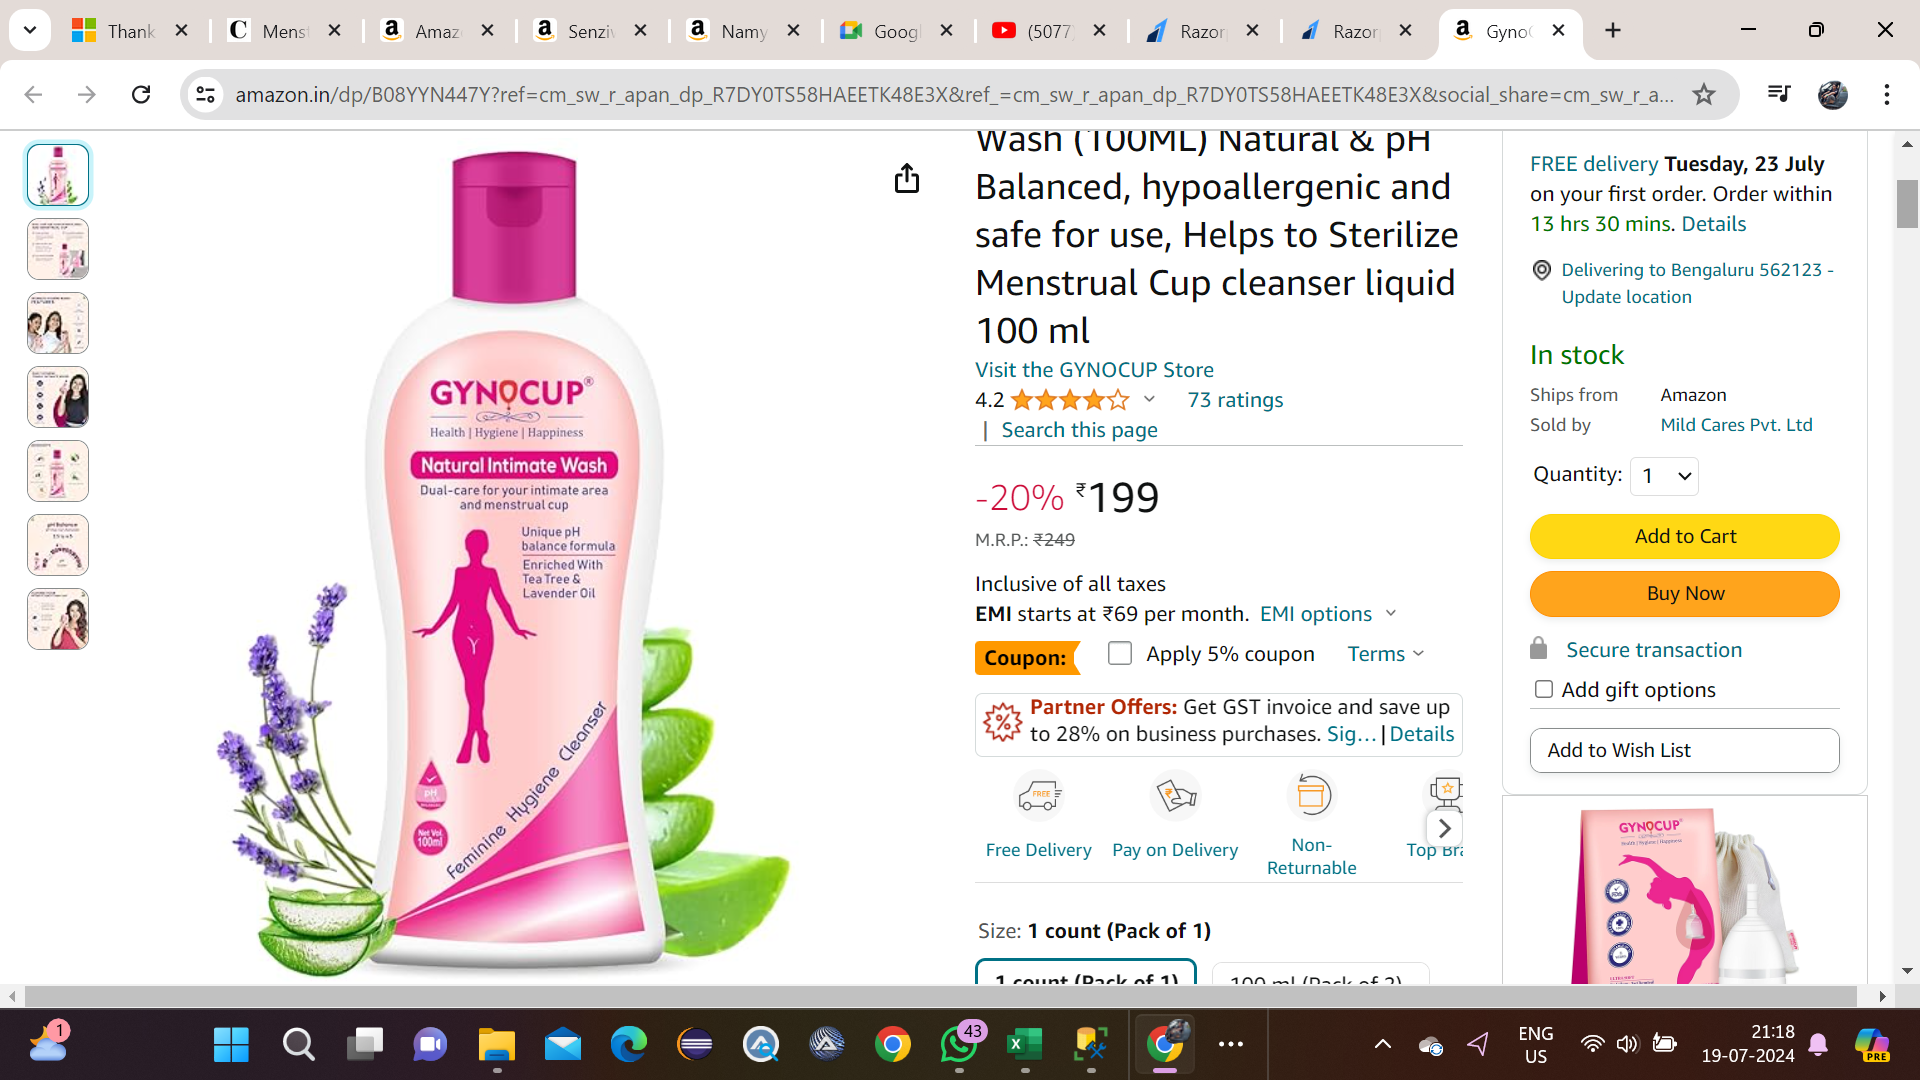 Thank
Menst
Amaz
Senziv
Namy
Googl
(5077
Razor
Razor
GynoC
amazon.in/dp/B08YYN447Y?ref=cm_sw_r_apan_dp_R7DY0TS58HAEETK48E3X&ref_=cm_sw_r_apan_dp_R7DY0TS58HAEETK48E3X&social_share=cm_sw_r_a...
GYNOCUP®
Health | Hygiene | Happiness
Natural Intimate Wash
Dual-care for your intimate area
and menstrual cup
Unique pH
balance formula
Enriched With
Tea Tree &
Lavender Oil
pH
Net Vol.
100ml
Feminine Hygiene Cleanser
Wash (100ML) Natural & pH
Balanced, hypoallergenic and
safe for use, Helps to Sterilize
Menstrual Cup cleanser liquid
100 ml
Visit the GYNOCUP Store
4.2
73 ratings
| Search this page
-20% ₹199
M.R.P.: ₹249
Inclusive of all taxes
EMI starts at ₹69 per month. EMI options
Coupon: Apply 5% coupon Terms
Partner Offers: Get GST invoice and save up
to 28% on business purchases. Sig... | Details
FREE
Free Delivery
Pay on Delivery
Non-
Returnable
Top Bra
Size: 1 count (Pack of 1)
1 count (Pack of 1)
100 ml (Pack of 2)
FREE delivery Tuesday, 23 July
on your first order. Order within
13 hrs 30 mins. Details
Delivering to Bengaluru 562123 -
Update location
In stock
Ships from Amazon
Sold by Mild Cares Pvt. Ltd
Quantity: 1
Add to Cart
Buy Now
Secure transaction
Add gift options
Add to Wish List
GYNOCUP
Health | Hygiene | Happiness
1
43
ENG
US
21:18
19-07-2024
PRE